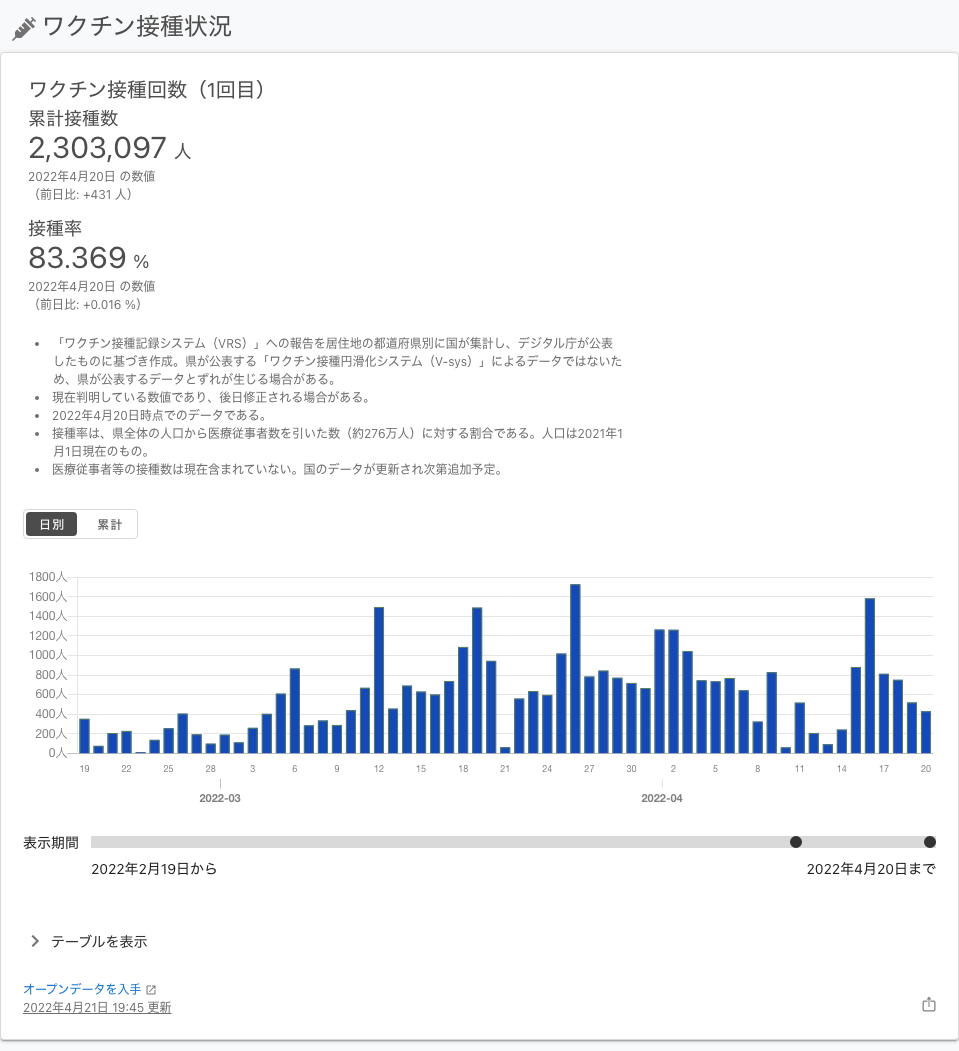 ワクチン接種状況
ワクチン接種回数（1回目）
累計接種数
2,303,097 人
2022年4月20日 の数値
（前日比: +431 人）
接種率
83.369 %
2022年4月20日 の数値
（前日比: +0.016 %）
• 「ワクチン接種記録システム（VRS）」への報告を居住地の都道府県別に国が集計し、デジタル庁が公表
したものに基づき作成。県が公表する「ワクチン接種円滑化システム（V-sys）」によるデータではないた
め、県が公表するデータとずれが生じる場合がある。
• 現在判明している数値であり、後日修正される場合がある。
• 2022年4月20日時点でのデータである。
• 接種率は、県全体の人口から医療従事者数を引いた数（約276万人）に対する割合である。人口は2021年1
月1日現在のもの。
• 医療従事者等の接種数は現在含まれていない。国のデータが更新され次第追加予定。
日別 累計
1800人
1600人
1400人
1200人
1000人
800人
600人
400人
200人
0人
19 22 25 28 3 6 9 12 15 18 21 24 27 30 2 5 8 11 14 17 20
2022-03 2022-04
表示期間
2022年2月19日から 2022年4月20日まで
テーブルを表示
オープンデータを入手
2022年4月21日 19:45 更新